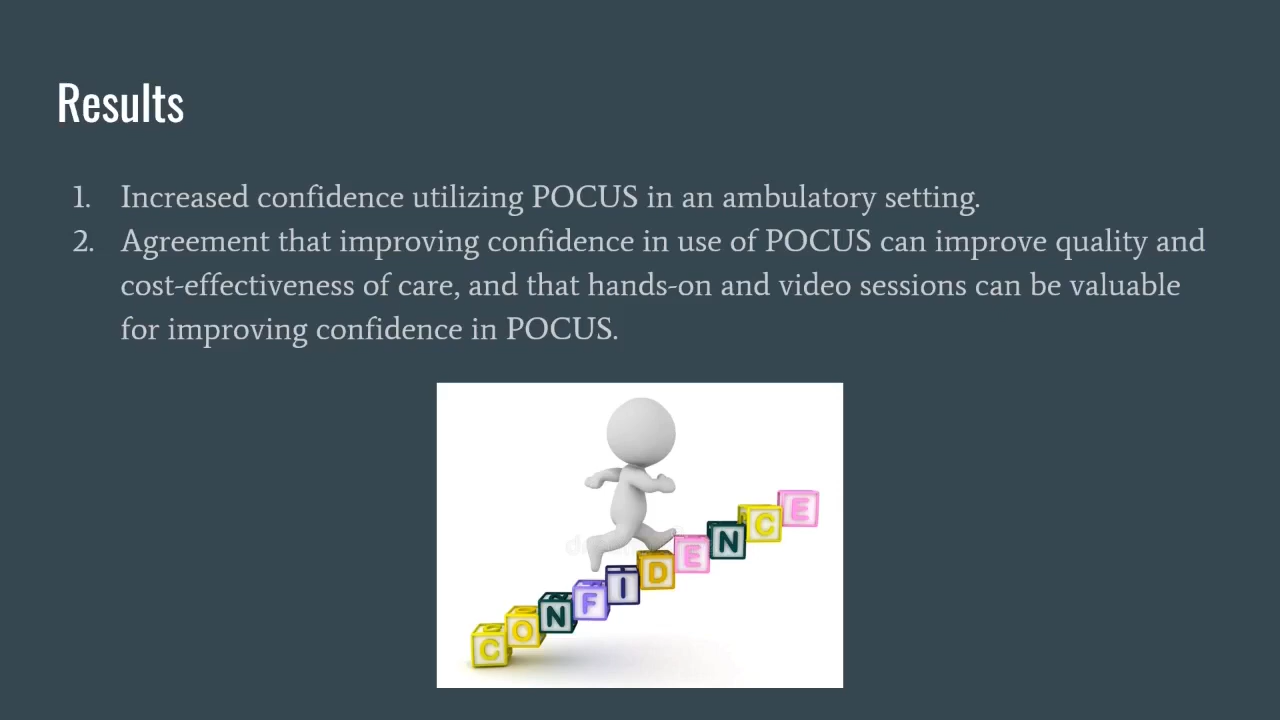 Results
1. Increased confidence utilizing POCUS in an ambulatory setting.
2. Agreement that improving confidence in use of POCUS can improve quality and
cost-effectiveness of care, and that hands-on and video sessions can be valuable
for improving confidence in POCUS.
CONFIDENCE